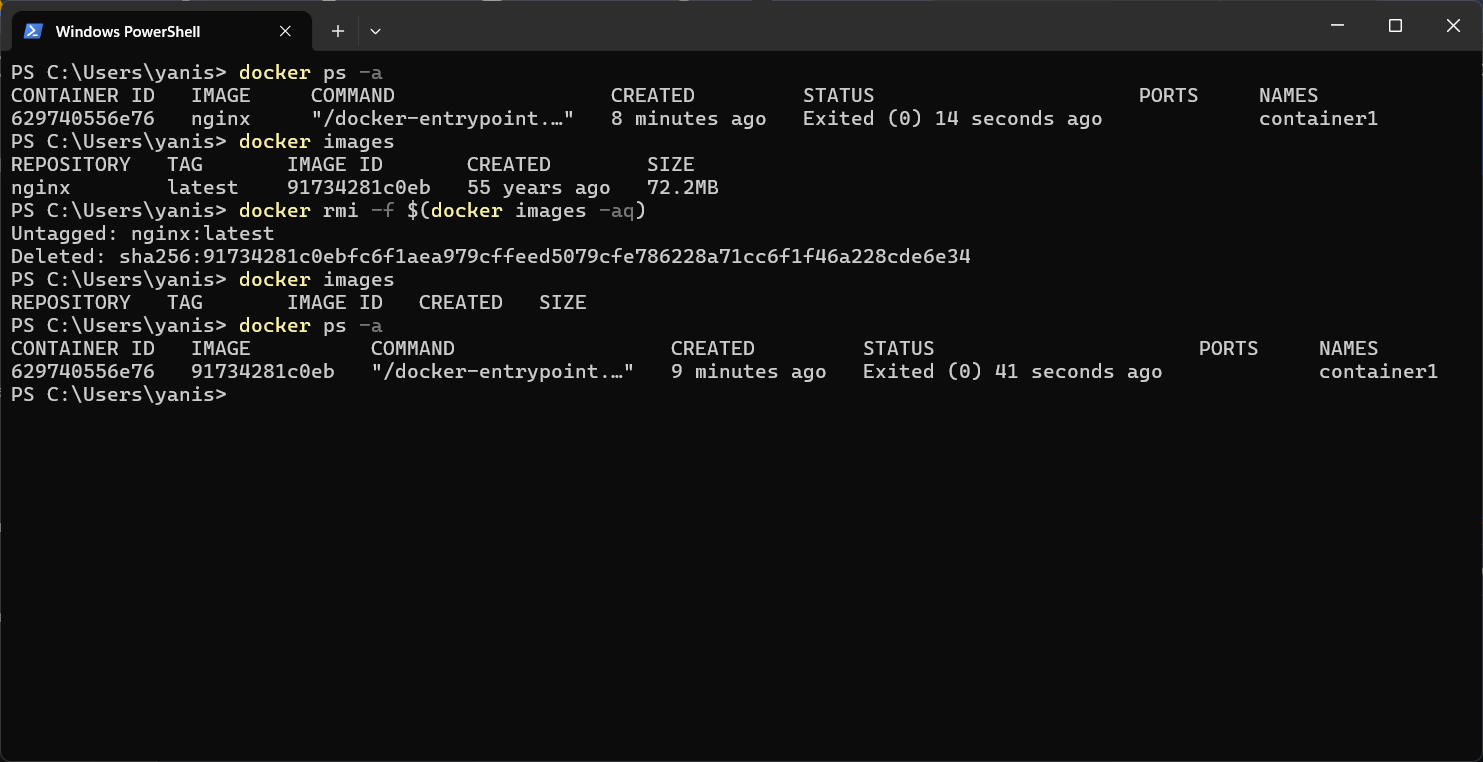 Windows PowerShell
PS C:\Users\yanis> docker ps -a
CONTAINER ID   IMAGE     COMMAND                  CREATED         STATUS                      PORTS     NAMES
629740556e76   nginx     "/docker-entrypoint.…"   8 minutes ago   Exited (0) 14 seconds ago             container1
PS C:\Users\yanis> docker images
REPOSITORY   TAG       IMAGE ID       CREATED        SIZE
nginx        latest    91734281c0eb   55 years ago   72.2MB
PS C:\Users\yanis> docker rmi -f $(docker images -aq)
Untagged: nginx:latest
Deleted: sha256:91734281c0ebfc6f1aea979cffeed5079cfe786228a71cc6f1f46a228cde6e34
PS C:\Users\yanis> docker images
REPOSITORY   TAG       IMAGE ID   CREATED   SIZE
PS C:\Users\yanis> docker ps -a
CONTAINER ID   IMAGE          COMMAND                  CREATED         STATUS                      PORTS     NAMES
629740556e76   91734281c0eb   "/docker-entrypoint.…"   9 minutes ago   Exited (0) 41 seconds ago             container1
PS C:\Users\yanis>